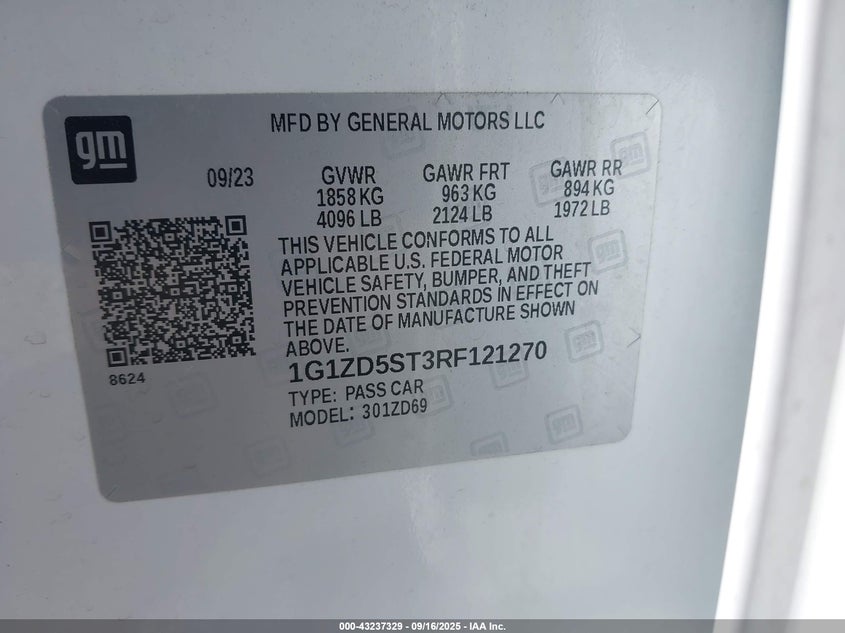 gm
MFD BY GENERAL MOTORS LLC
09/23
GVWR GAWR FRT GAWR RR
1858 KG 963 KG 894 KG
4096 LB 2124 LB 1972 LB
THIS VEHICLE CONFORMS TO ALL
APPLICABLE U.S. FEDERAL MOTOR
VEHICLE SAFETY, BUMPER, AND THEFT
PREVENTION STANDARDS IN EFFECT ON
THE DATE OF MANUFACTURE SHOWN
ABOVE.
8624
1G1ZD5ST3RF121270
TYPE: PASS CAR
MODEL: 301ZD69
000-43237329 - 09/16/2025 - IAA Inc.